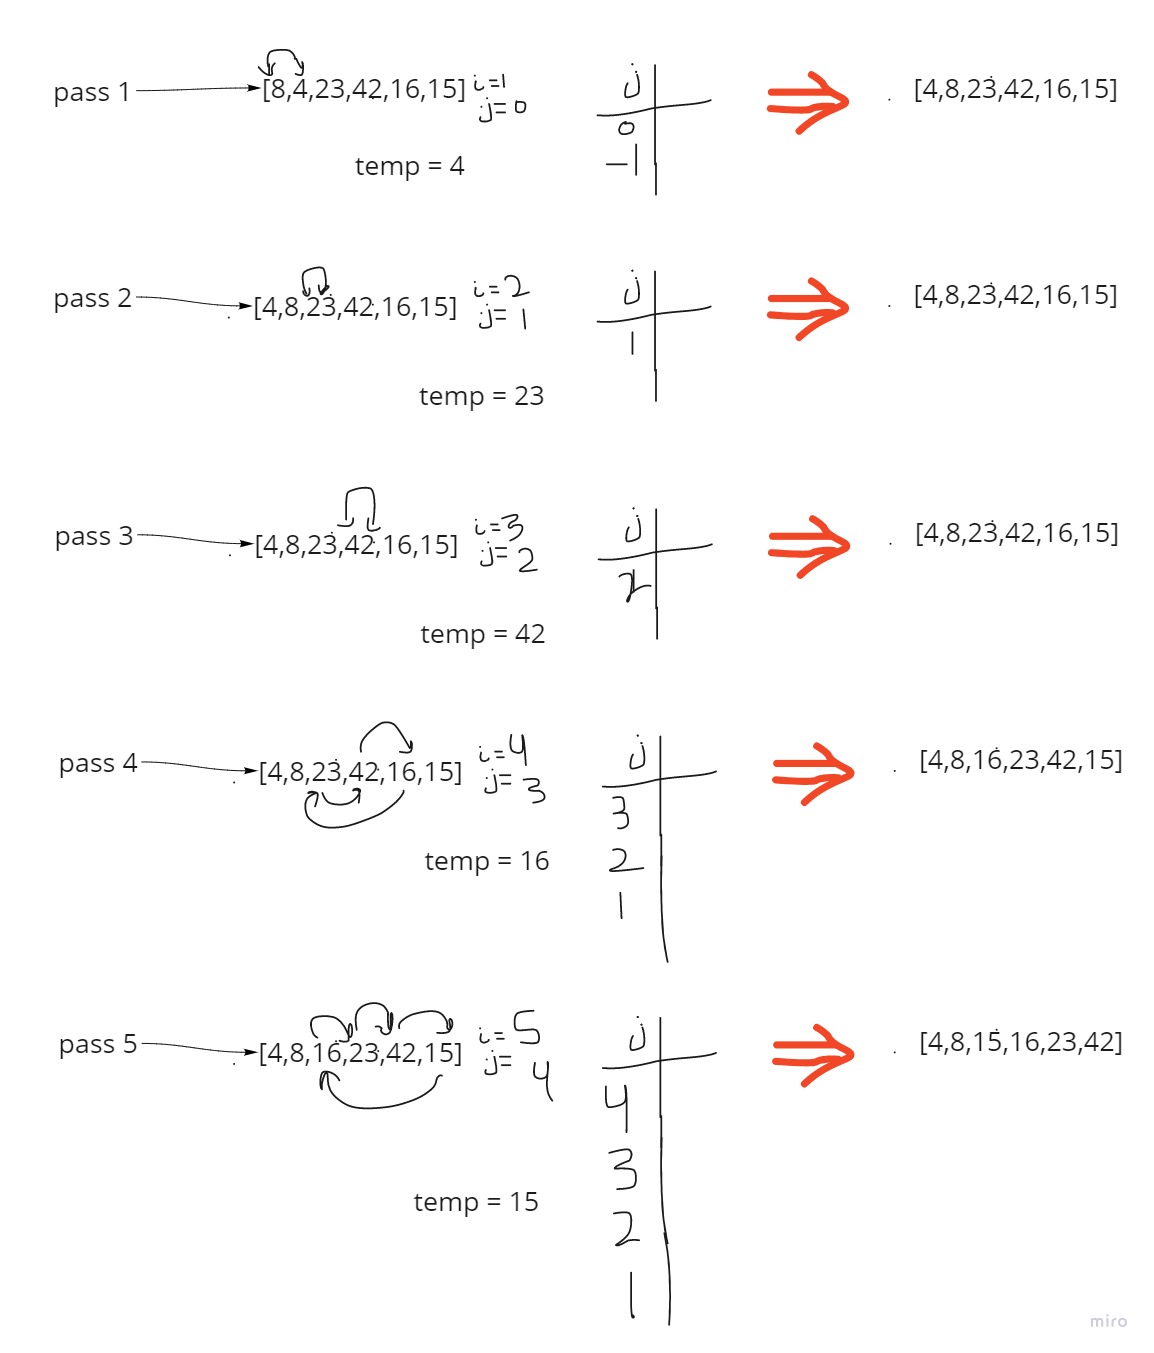 pass 1
[8,4,23,42,16,15]
i=1
j=0
j
0
-1
[4,8,23,42,16,15]
temp = 4
pass 2
[4,8,23,42,16,15]
i=2
j=1
j
1
[4,8,23,42,16,15]
temp = 23
pass 3
[4,8,23,42,16,15]
i=3
j=2
j
2
[4,8,23,42,16,15]
temp = 42
pass 4
[4,8,23,42,16,15]
i=4
j=3
j
3
2
1
[4,8,16,23,42,15]
temp = 16
pass 5
[4,8,16,23,42,15]
i=5
j=4
j
4
3
2
1
[4,8,15,16,23,42]
temp = 15
miro